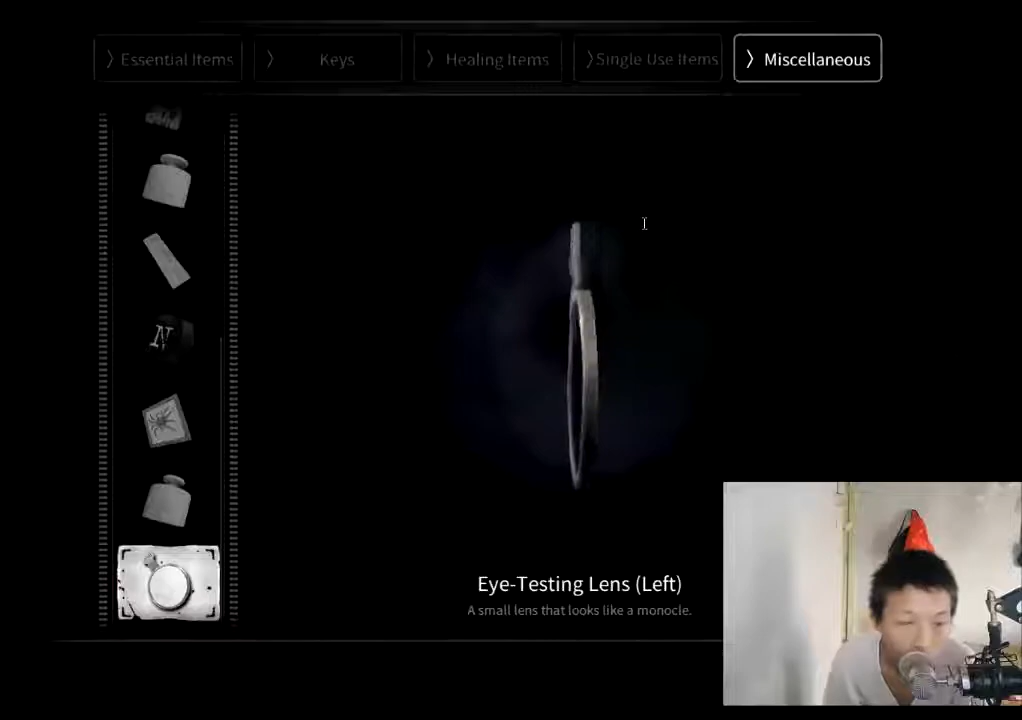 Essential Items
Keys
Healing Items
Single Use Items
Miscellaneous
N
Eye-Testing Lens (Left)
A small lens that looks like a monocle.